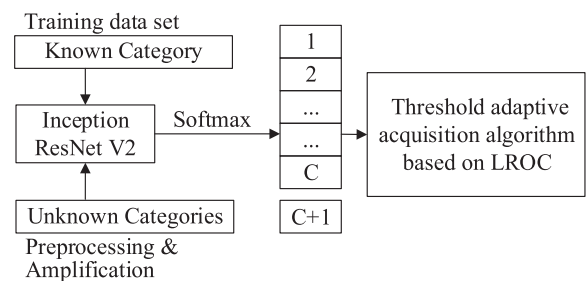 Training data set
Known Category
Inception
ResNet V2
Unknown Categories
Preprocessing &
Amplification
Softmax
1
2
...
...
C
C+1
Threshold adaptive
acquisition algorithm
based on LROC